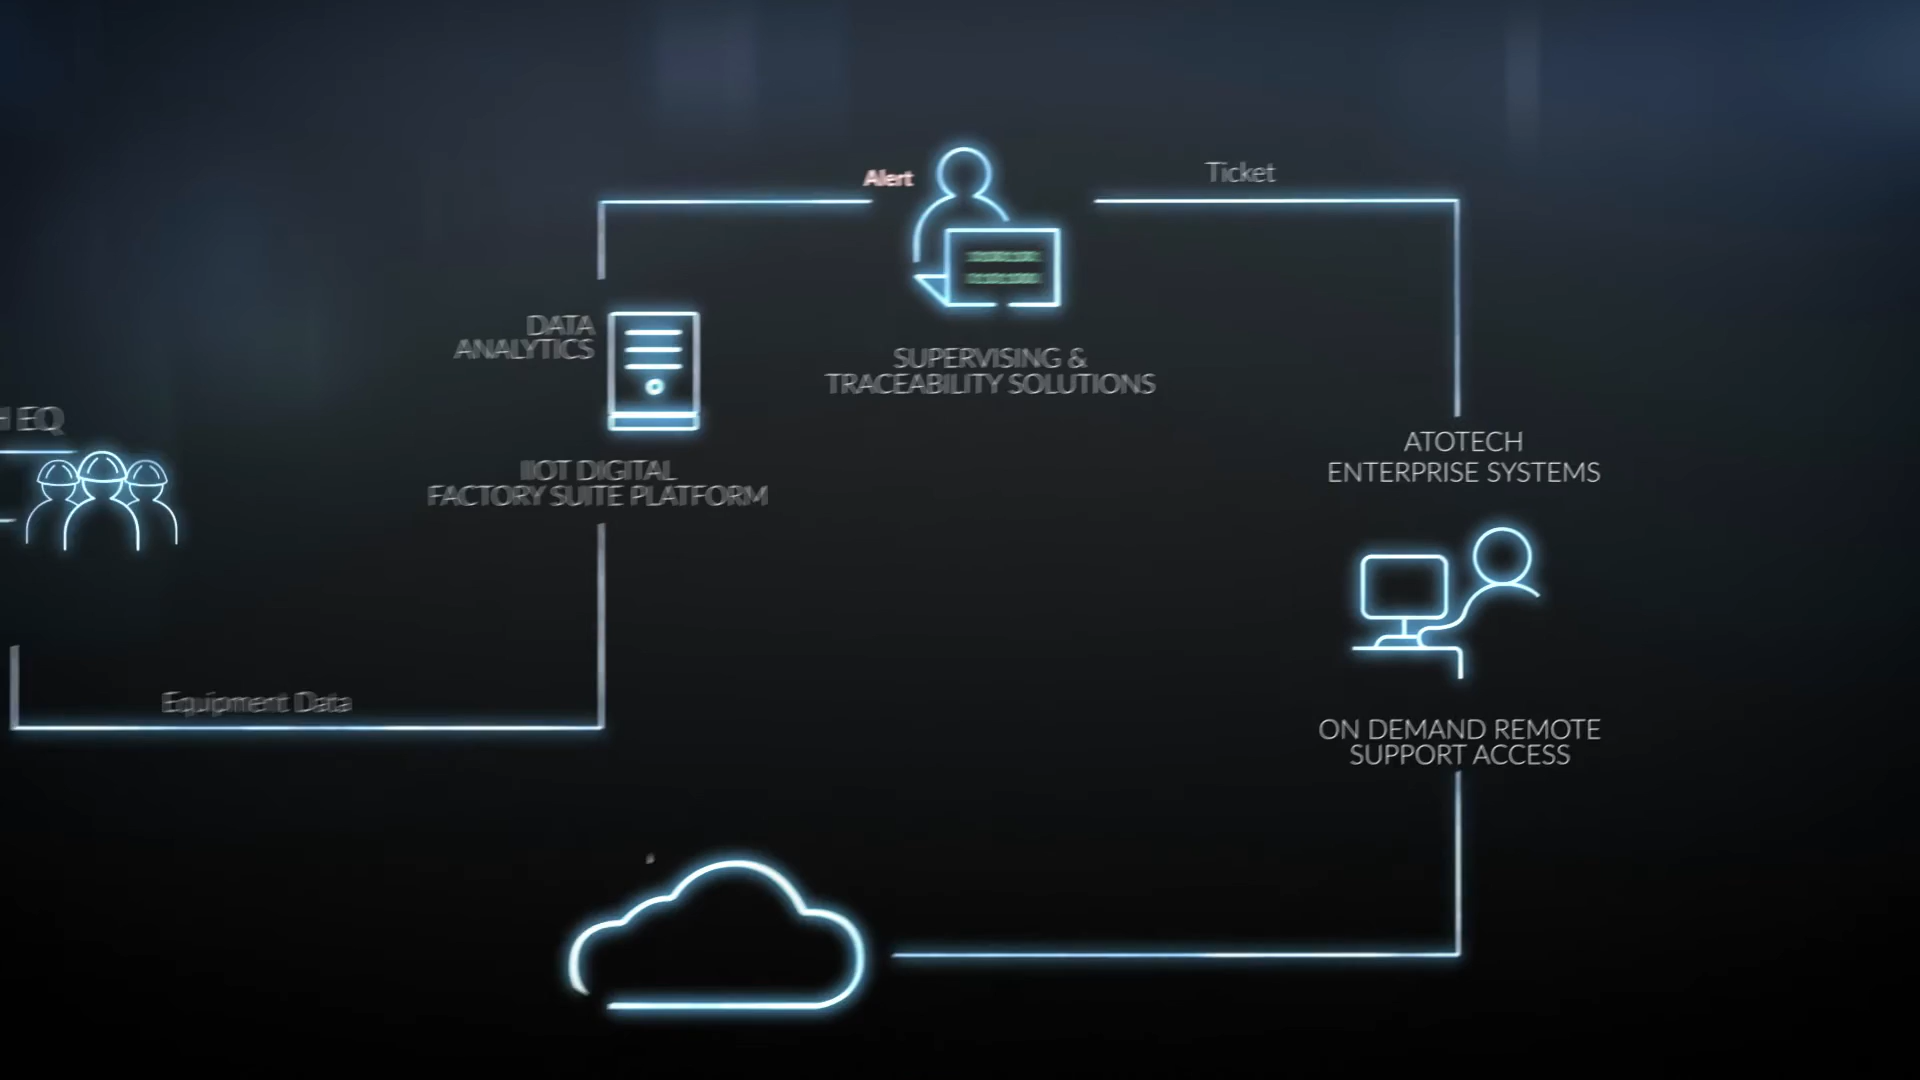 Alert
Ticket
DATA
ANALYTICS
SUPERVISING &
TRACEABILITY SOLUTIONS
H EQ
ATOTECH
ENTERPRISE SYSTEMS
IIOT DIGITAL
FACTORY SUITE PLATFORM
Equipment Data
ON DEMAND REMOTE
SUPPORT ACCESS